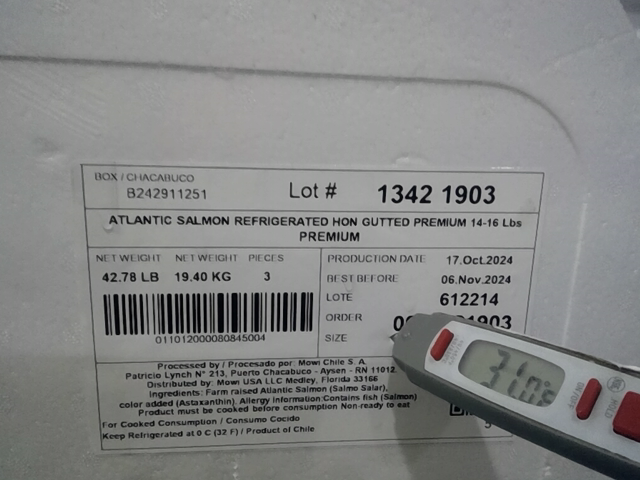 BOX / CHACABUCO
B242911251
Lot # 1342 1903
ATLANTIC SALMON REFRIGERATED HON GUTTED PREMIUM 14-16 Lbs
PREMIUM
NET WEIGHT NET WEIGHT PIECES
42.78 LB 19.40 KG 3
PRODUCTION DATE 17.Oct.2024
BEST BEFORE 06.Nov.2024
LOTE 612214
ORDER 1903
SIZE
011012000080845004
Processed by / Procesado por: Mowi Chile S. A.
Patricio Lynch N° 213, Puerto Chacabuco - Aysen - RN 11012.
Distributed by: Mowi USA LLC Medley, Florida 33166
Ingredients: Farm raised Atlantic Salmon (Salmo Salar),
color added (Astaxanthin). Allergy information:Contains fish (Salmon)
Product must be cooked before consumption Non-ready to eat
For Cooked Consumption / Consumo Cocido
Keep Refrigerated at 0 C (32 F) / Product of Chile
ON/OFF
HOLD